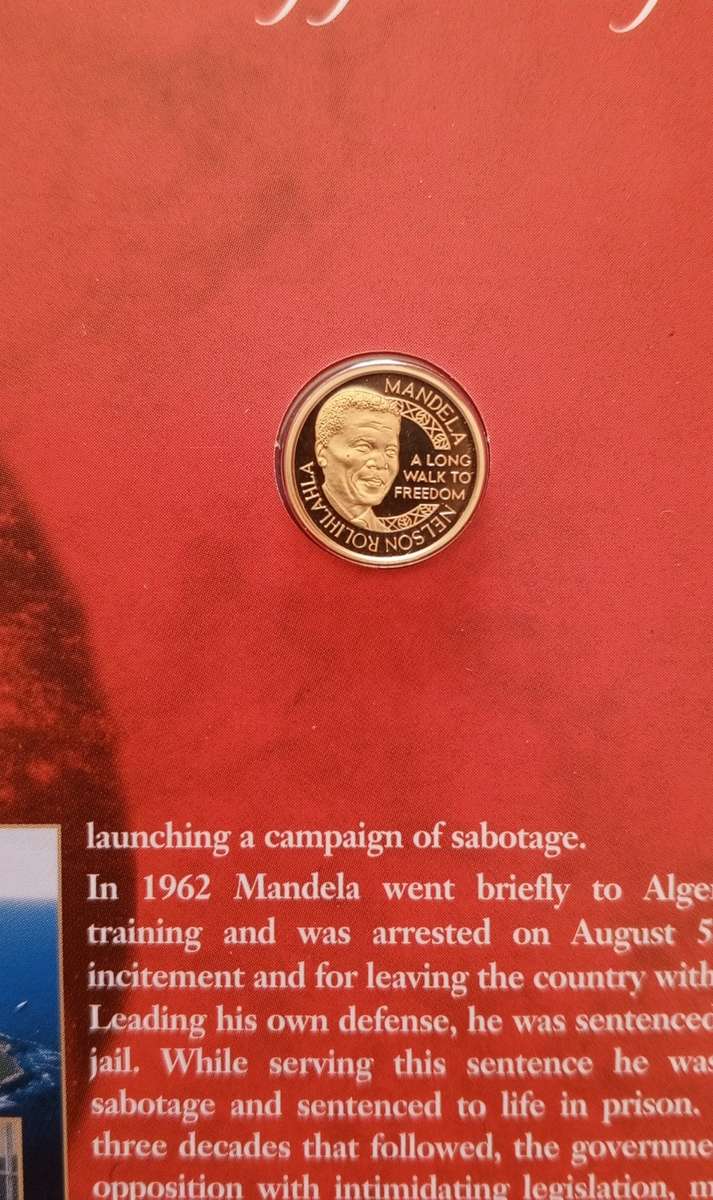 MANDELA
A LONG
WALK TO
FREEDOM
NELSON ROLIHLAHLA
launching a campaign of sabotage.
In 1962 Mandela went briefly to
training and was arrested on August 5
incitement and for leaving the country
Leading his own defense, he was sentenced
jail. While serving this sentence he was
sabotage and sentenced to life in prison.
three decades that followed, the
opposition with intimidating legislation,